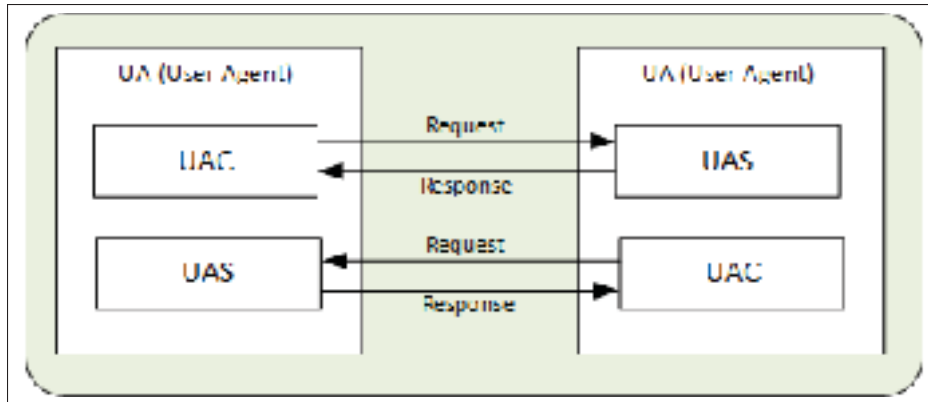 UA (User Agent)
UA (User Agent)
Request
UAC
UAS
Response
Request
UAS
UAC
Response